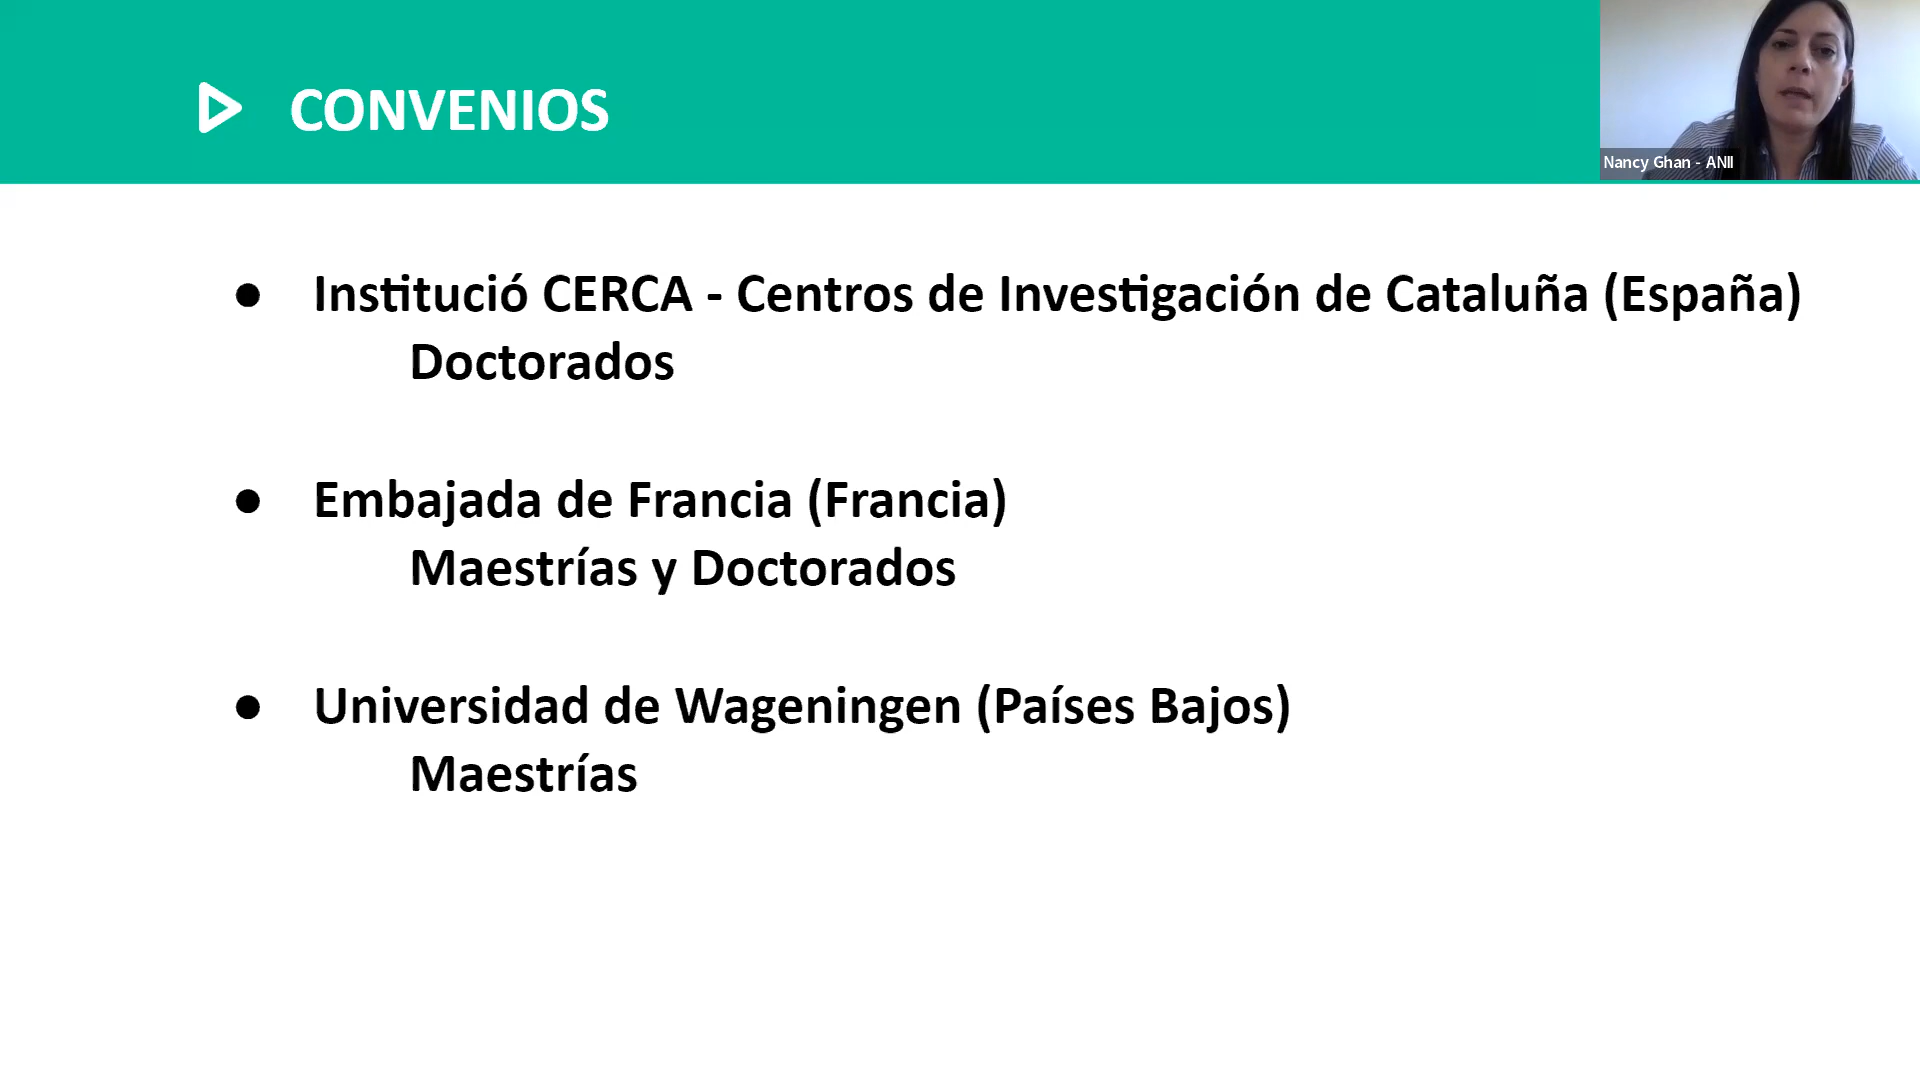 CONVENIOS
Nancy Ghan - ANII
● Institució CERCA - Centros de Investigación de Cataluña (España)
Doctorados
● Embajada de Francia (Francia)
Maestrías y Doctorados
● Universidad de Wageningen (Países Bajos)
Maestrías